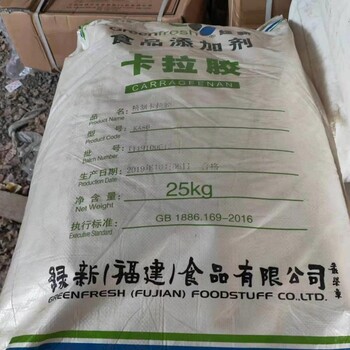 Greenfresh
食品添加剂
卡拉胶
CARRAGEENAN
品名:
Product Name
型号:
Product Code
批号:
Batch Number
生产日期:
Production Date
合格
净含量: 25kg
Net Weight
执行标准: GB 1886.169-2016
Executive Standard
绿新(福建)食品有限公司
GREENFRESH (FUJIAN) FOODSTUFF CO.,LTD.